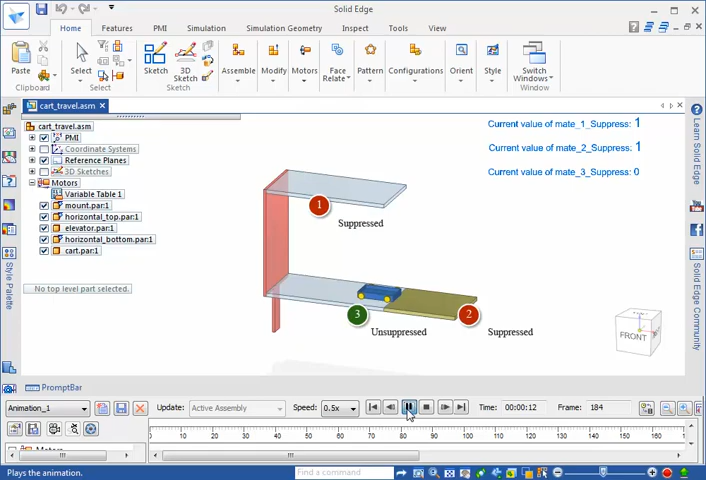 Solid Edge
Home Features PMI Simulation Simulation Geometry Inspect Tools View
Paste
Clipboard
Select
Select
Sketch
3D Sketch
Sketch
Assemble
Modify
Motors
Face Relate
Pattern
Configurations
Orient
Style
Switch Windows
Window
cart_travel.asm
cart_travel.asm
PMI
Coordinate Systems
Reference Planes
3D Sketches
Motors
Variable Table 1
mount.par:1
horizontal_top.par:1
elevator.par:1
horizontal_bottom.par:1
cart.par:1
No top level part selected.
Style Palette
Current value of mate_1_Suppress: 1
Current value of mate_2_Suppress: 1
Current value of mate_3_Suppress: 0
1
Suppressed
3
Unsuppressed
2
Suppressed
FRONT
Learn Solid Edge
Solid Edge Community
PromptBar
Animation_1
Update: Active Assembly
Speed: 0.5x
Time: 00:00:12
Frame: 184
0 10 20 30 40 50 60 70 80 90 100 110 120 130 140 150 160
Motors
Plays the animation.
Find a command